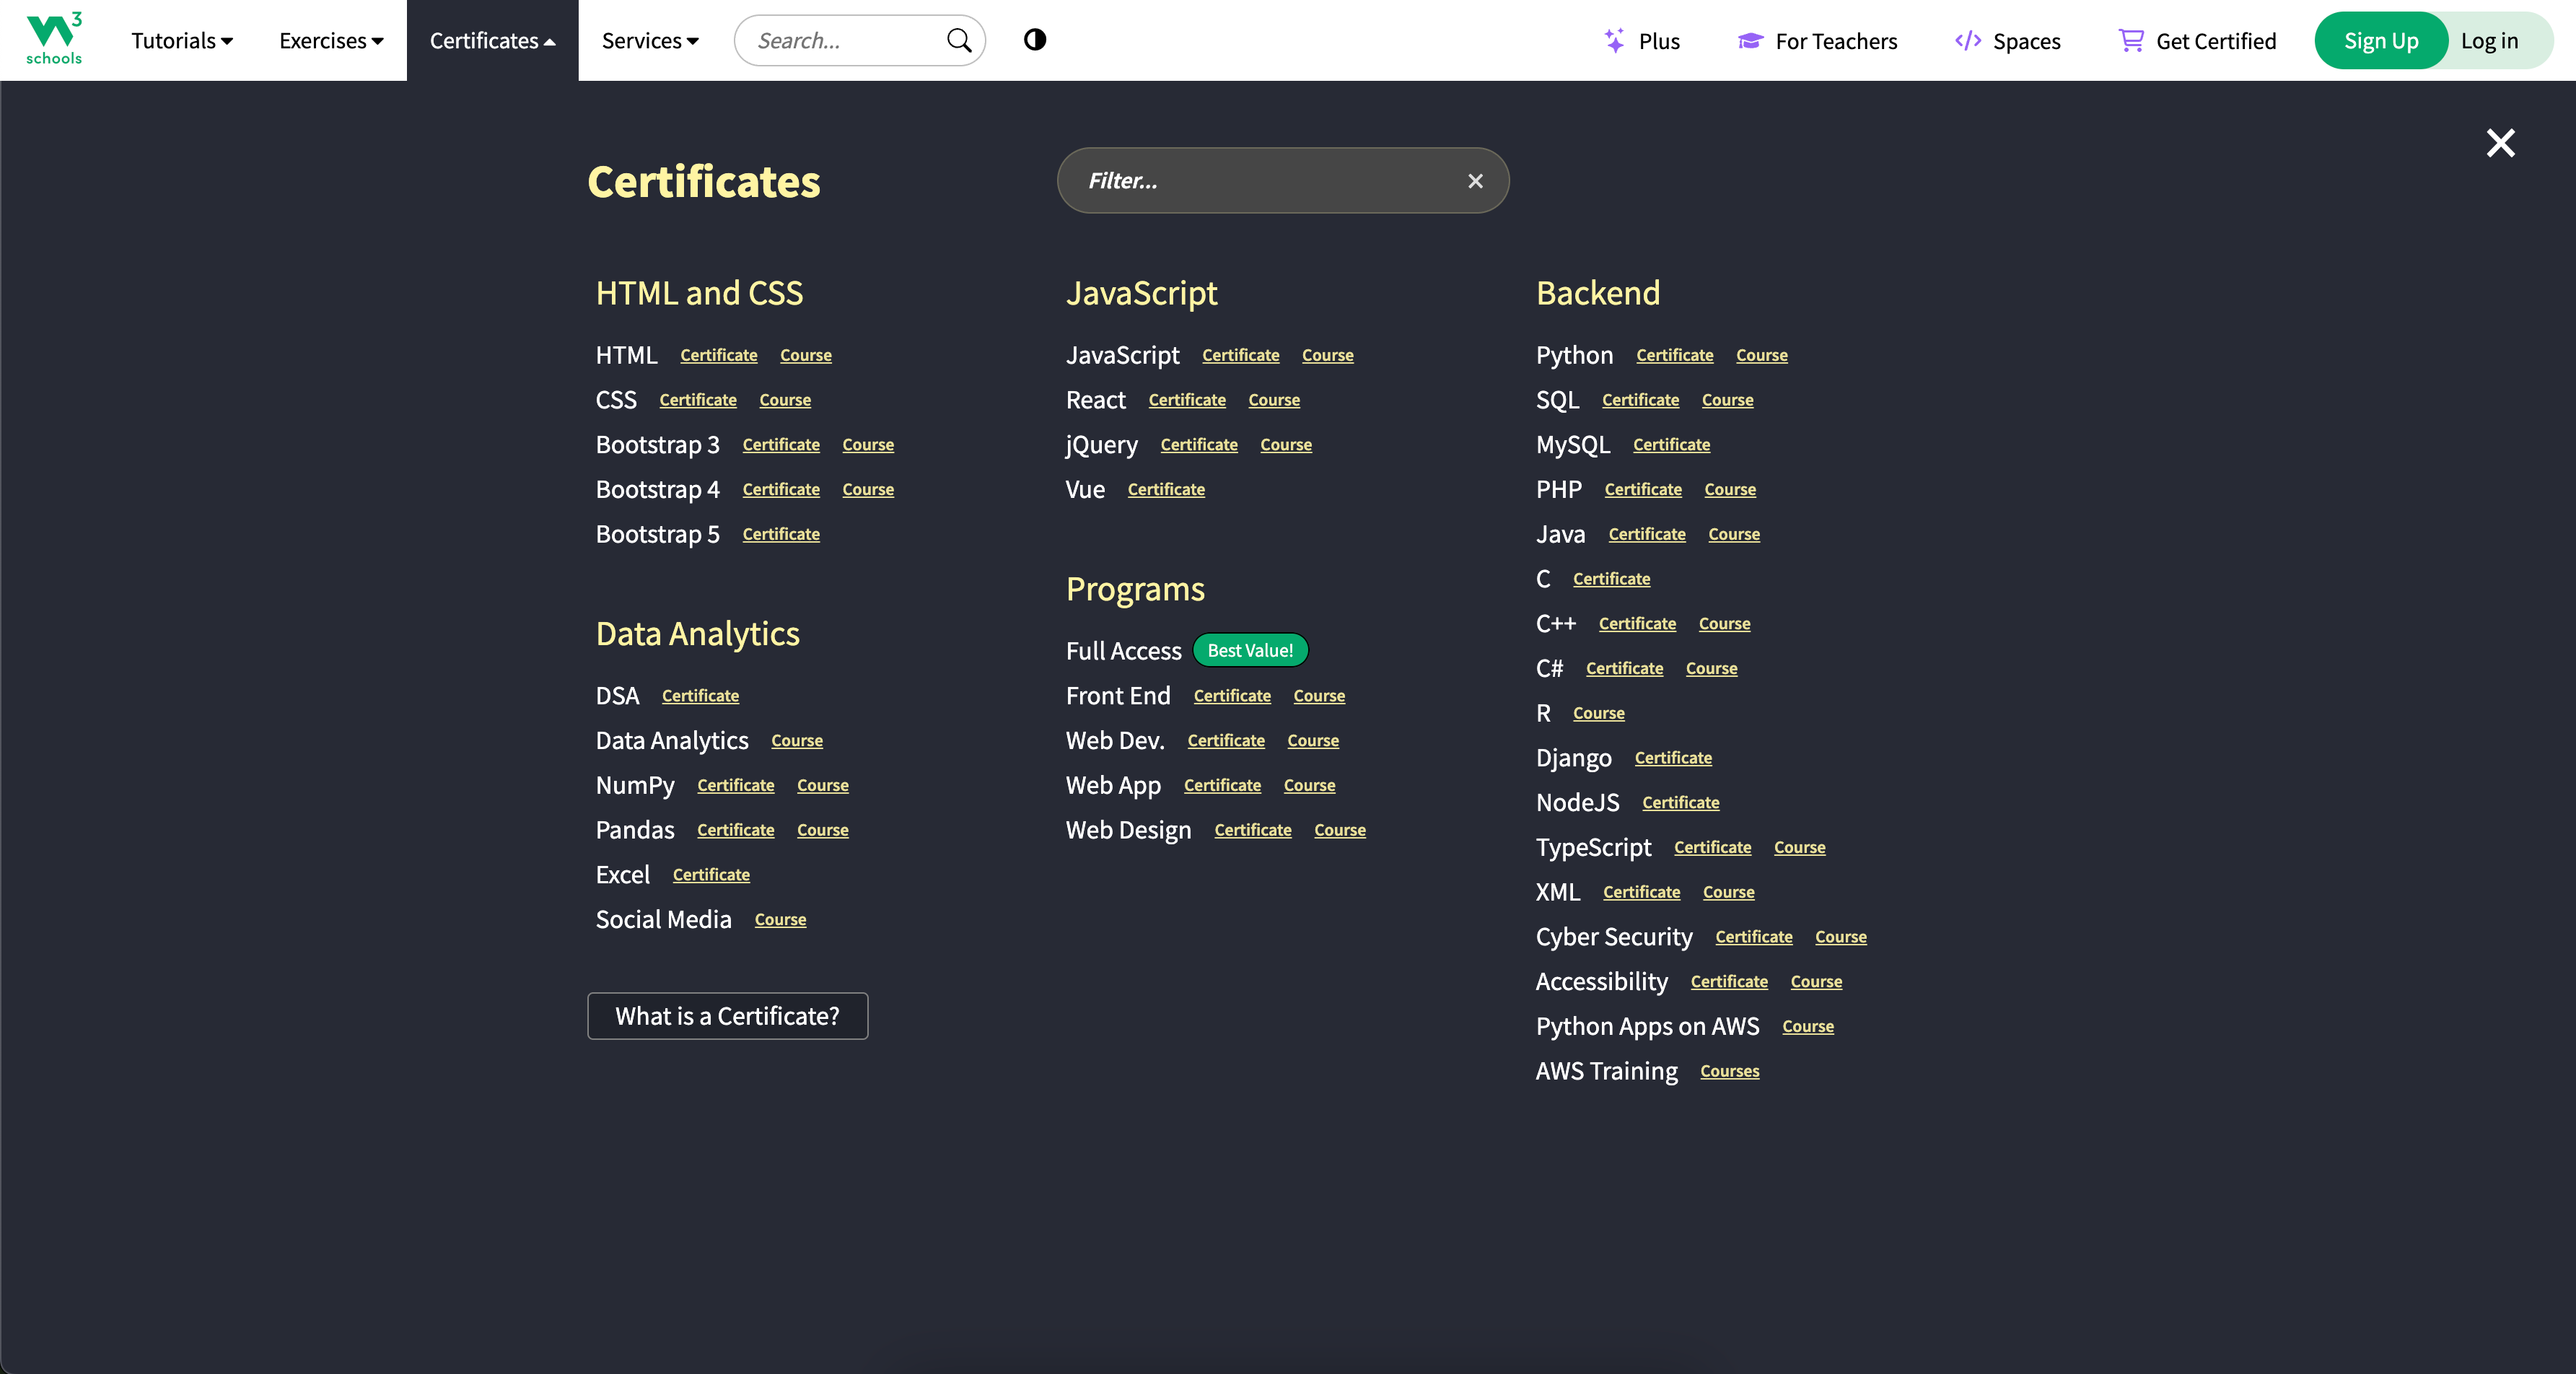 W3 schools Tutorials Exercises Certificates Services Search... Plus For Teachers Spaces Get Certified Sign Up Log in
Certificates Filter...
HTML and CSS
HTML Certificate Course
CSS Certificate Course
Bootstrap 3 Certificate Course
Bootstrap 4 Certificate Course
Bootstrap 5 Certificate
Data Analytics
DSA Certificate
Data Analytics Course
NumPy Certificate Course
Pandas Certificate Course
Excel Certificate
Social Media Course
What is a Certificate?
JavaScript
JavaScript Certificate Course
React Certificate Course
jQuery Certificate Course
Vue Certificate
Programs
Full Access Best Value!
Front End Certificate Course
Web Dev. Certificate Course
Web App Certificate Course
Web Design Certificate Course
Backend
Python Certificate Course
SQL Certificate Course
MySQL Certificate
PHP Certificate Course
Java Certificate Course
C Certificate
C++ Certificate Course
C# Certificate Course
R Course
Django Certificate
NodeJS Certificate
TypeScript Certificate Course
XML Certificate Course
Cyber Security Certificate Course
Accessibility Certificate Course
Python Apps on AWS Course
AWS Training Courses